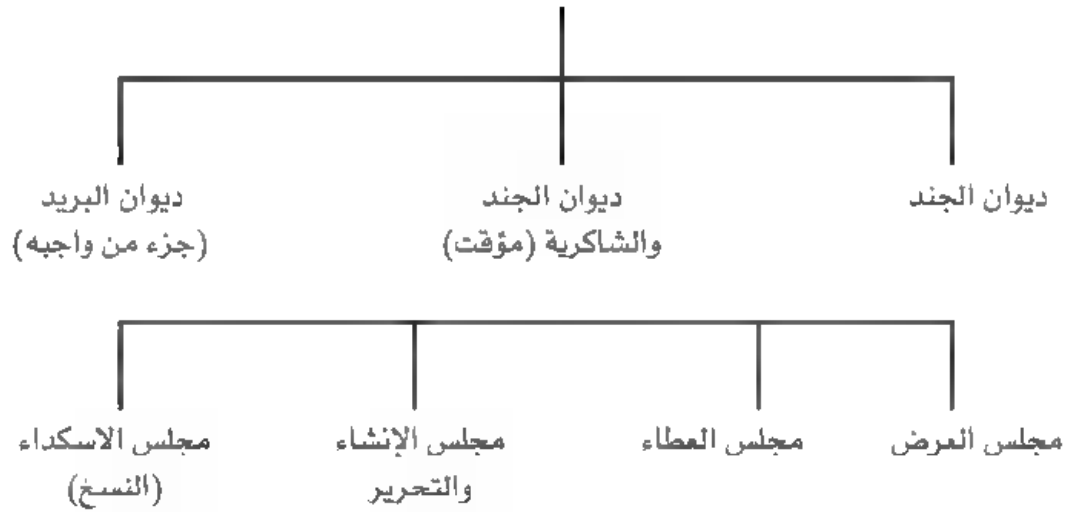 ديوان الجند
ديوان الجند
والشاكرية (مؤقت)
ديوان البريد
(جزء من واجبه)
مجلس العرض
مجلس العطاء
مجلس الإنشاء
والتحرير
مجلس الاسكداء
(النسخ)